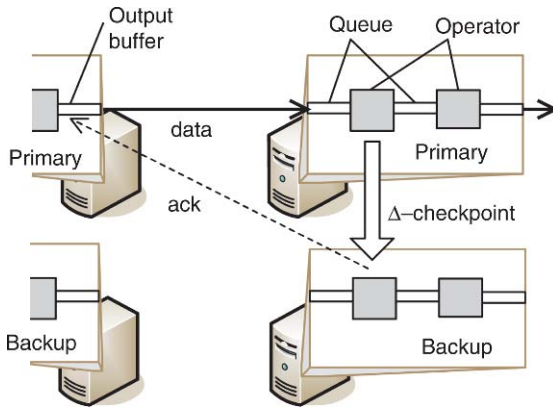 Output
buffer
Queue
Operator
data
Primary
Primary
ack
Δ–checkpoint
Backup
Backup